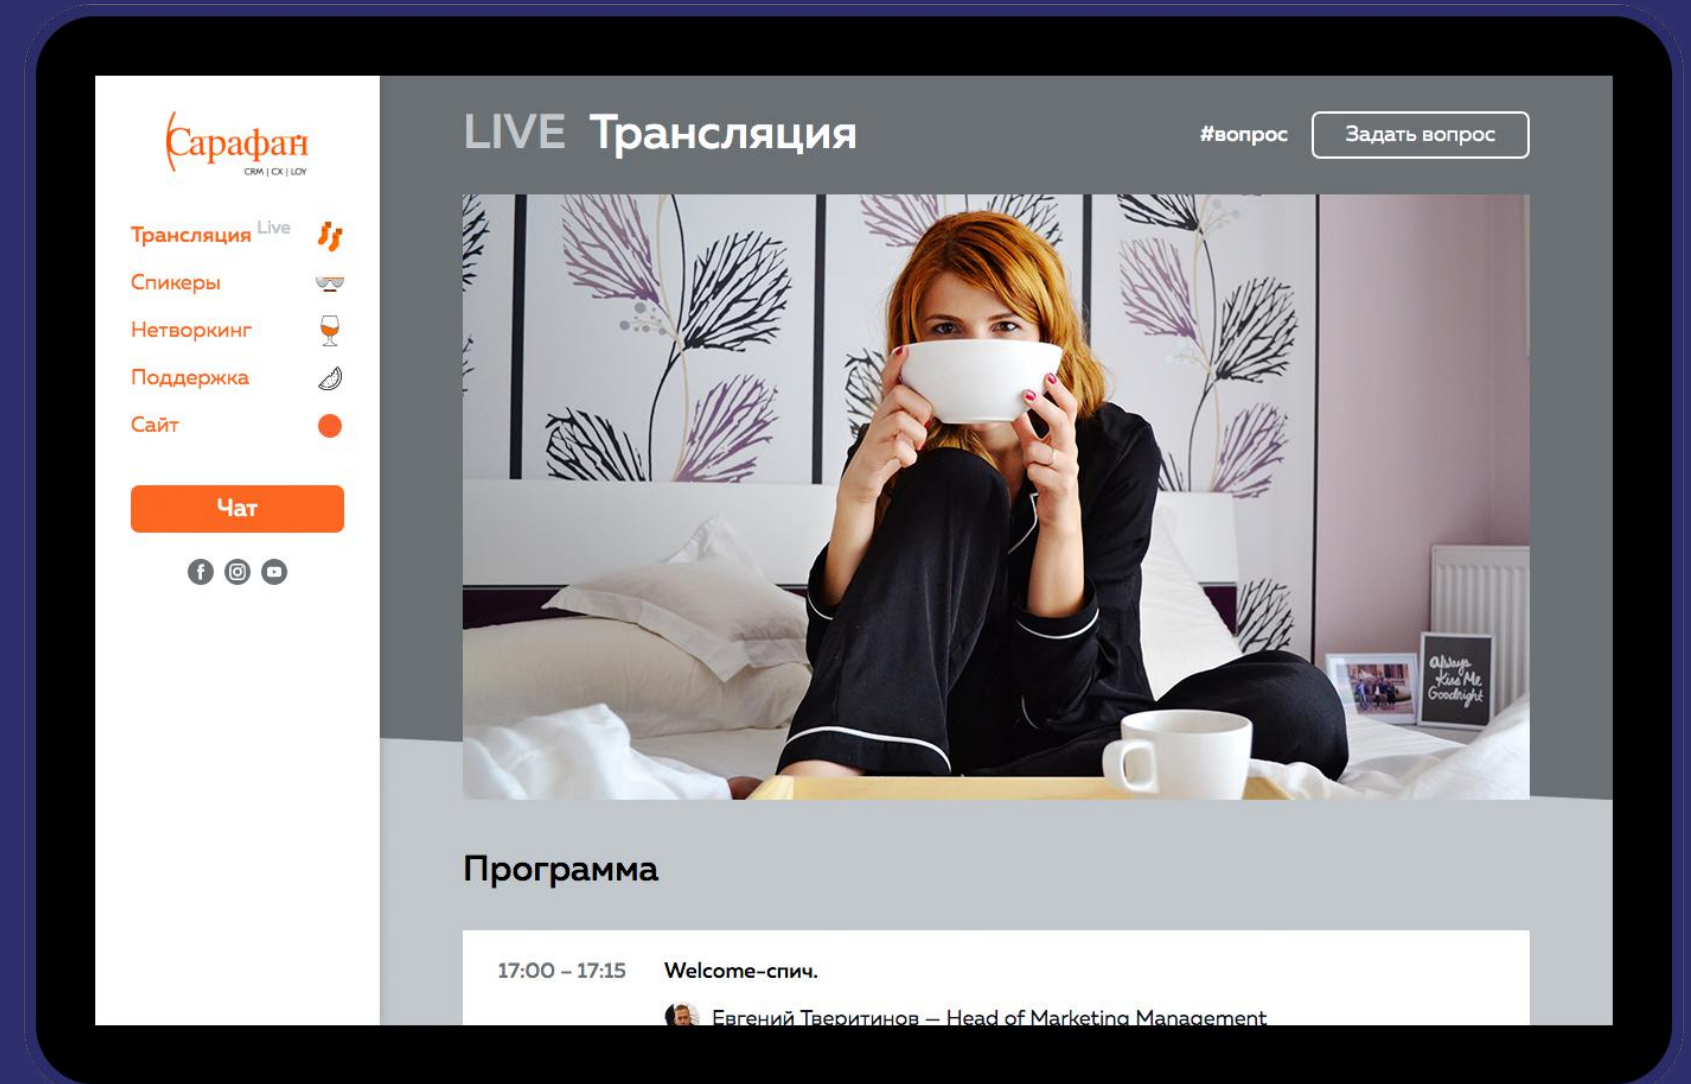 Сарафан
CRM | CX | LOY
Трансляция Live
Спикеры
Нетворкинг
Поддержка
Сайт
Чат
LIVE Трансляция
#вопрос
Задать вопрос
Always
Kiss Me
Goodnight
Программа
17:00 – 17:15
Welcome-спич.
Евгений Тверитинов — Head of Marketing Management